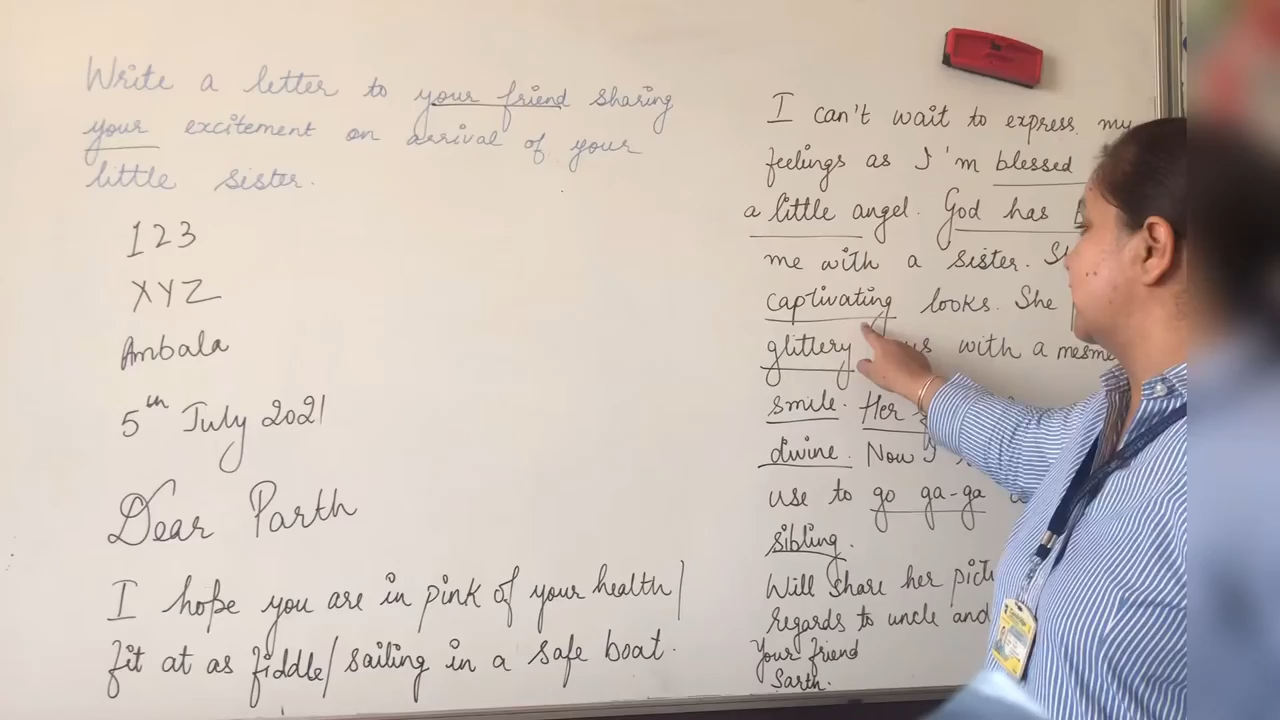 Write a letter to your friend sharing
your excitement on arrival of your
little sister.
123
XYZ
Ambala
5th July 2021
Dear Parth
I hope you are in pink of your health/
fit at as fiddle/sailing in a safe boat.
I can't wait to express my
feelings as I'm blessed
a little angel. God has
me with a sister.
captivating looks. She
glittery with a
smile. Her
divine. Now I
use to go ga-ga
sibling.
Will share her
regards to uncle and
Your friend
Sarth.